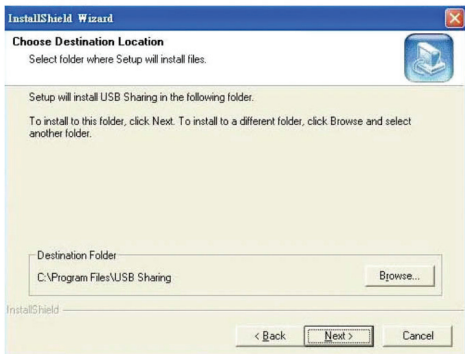 InstallShield Wizard
Choose Destination Location
Select folder where Setup will install files.
Setup will install USB Sharing in the following folder.
To install to this folder, click Next. To install to a different folder, click Browse and select
another folder.
Destination Folder
C:\Program Files\USB Sharing
Browse...
InstallShield
< Back
Next >
Cancel